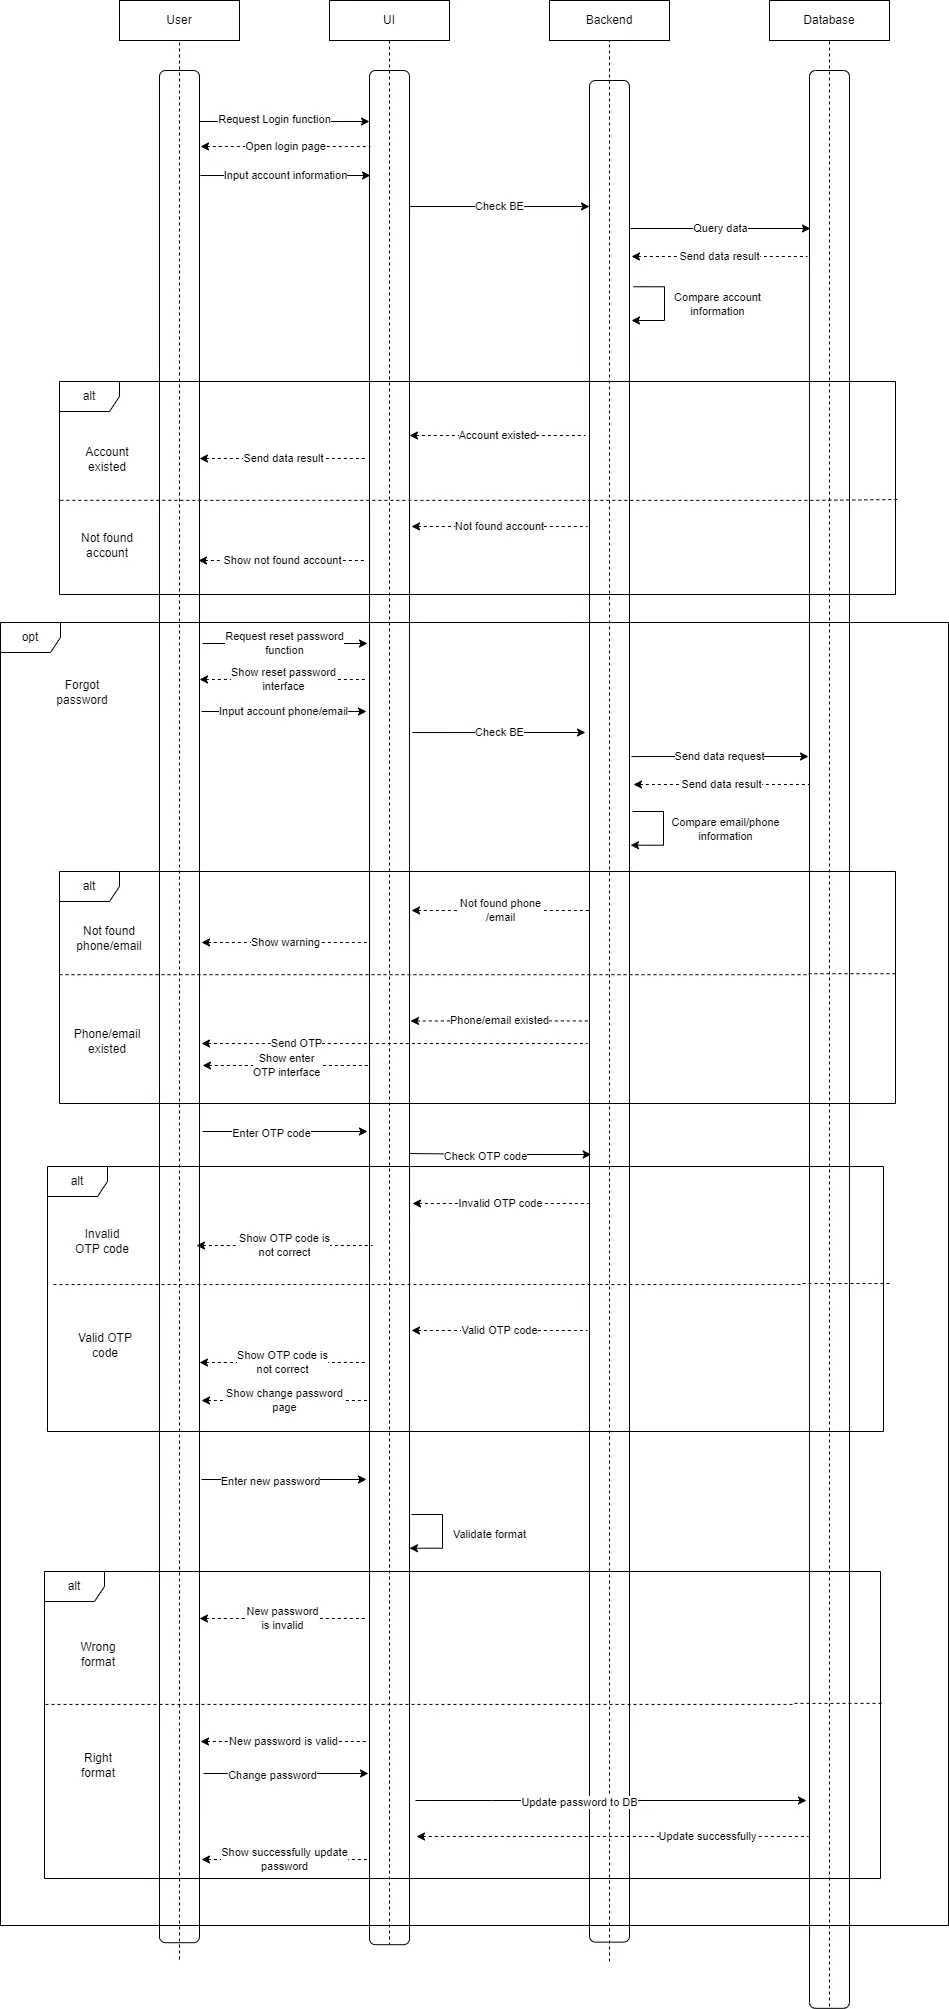 User
UI
Backend
Database
Request Login function
Open login page
Input account information
Check BE
Query data
Send data result
Compare account
information
alt
Account
existed
Account existed
Send data result
Not found
account
Not found account
Show not found account
opt
Forgot
password
Request reset password
function
Show reset password
interface
Input account phone/email
Check BE
Send data request
Send data result
Compare email/phone
information
alt
Not found
phone/email
Not found phone
/email
Show warning
Phone/email
existed
Phone/email existed
Send OTP
Show enter
OTP interface
Enter OTP code
Check OTP code
alt
Invalid
OTP code
Invalid OTP code
Show OTP code is
not correct
Valid OTP
code
Valid OTP code
Show OTP code is
not correct
Show change password
page
Enter new password
Validate format
alt
Wrong
format
New password
is invalid
Right
format
New password is valid
Change password
Update password to DB
Update successfully
Show successfully update
password